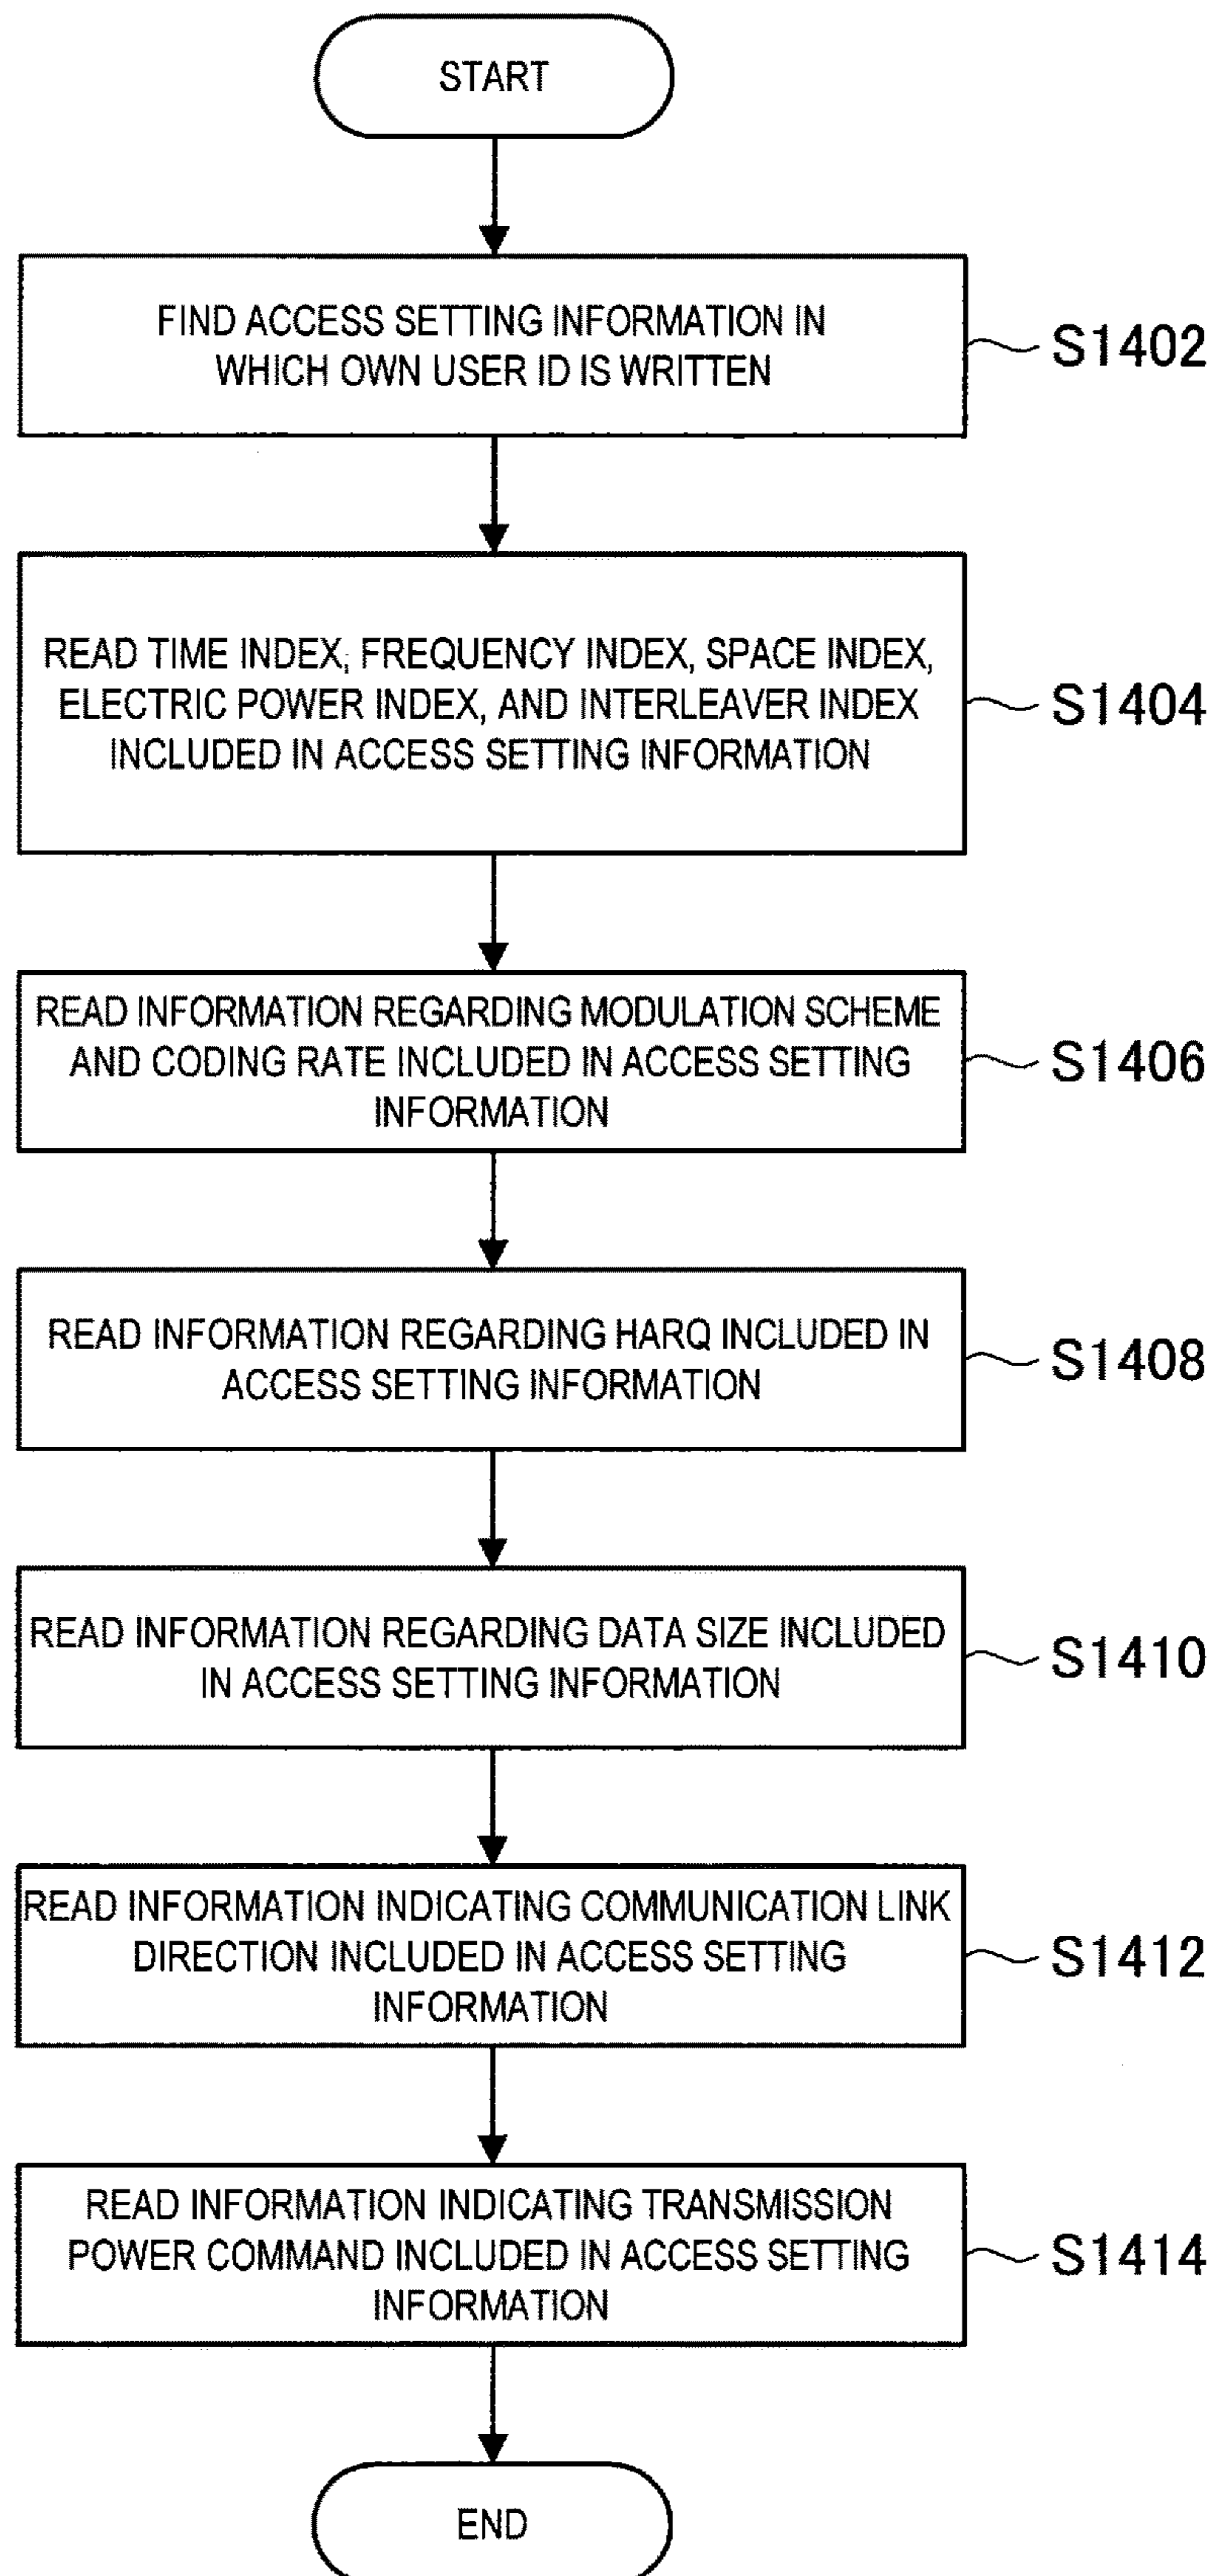 START
FIND ACCESS SETTING INFORMATION IN
WHICH OWN USER ID IS WRITTEN
S1402
READ TIME INDEX, FREQUENCY INDEX, SPACE INDEX,
ELECTRIC POWER INDEX, AND INTERLEAVER INDEX
INCLUDED IN ACCESS SETTING INFORMATION
S1404
READ INFORMATION REGARDING MODULATION SCHEME
AND CODING RATE INCLUDED IN ACCESS SETTING
INFORMATION
S1406
READ INFORMATION REGARDING HARQ INCLUDED IN
ACCESS SETTING INFORMATION
S1408
READ INFORMATION REGARDING DATA SIZE INCLUDED
IN ACCESS SETTING INFORMATION
S1410
READ INFORMATION INDICATING COMMUNICATION LINK
DIRECTION INCLUDED IN ACCESS SETTING
INFORMATION
S1412
READ INFORMATION INDICATING TRANSMISSION
POWER COMMAND INCLUDED IN ACCESS SETTING
INFORMATION
S1414
END